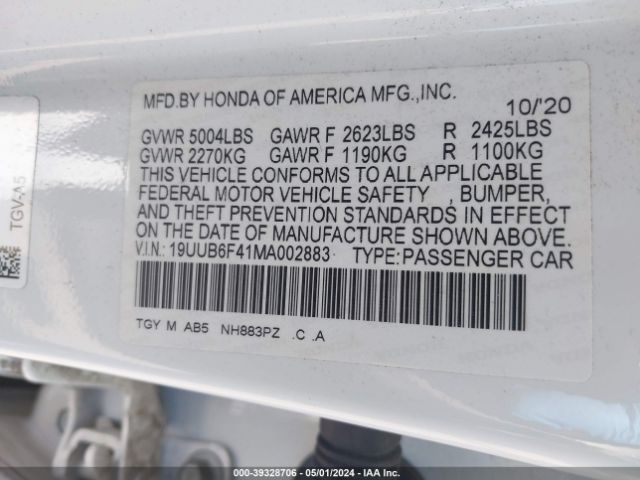 MFD.BY HONDA OF AMERICA MFG.,INC.
10/'20
GVWR 5004LBS GAWR F 2623LBS R 2425LBS
GVWR 2270KG GAWR F 1190KG R 1100KG
THIS VEHICLE CONFORMS TO ALL APPLICABLE
FEDERAL MOTOR VEHICLE SAFETY , BUMPER,
AND THEFT PREVENTION STANDARDS IN EFFECT
ON THE DATE OF MANUFACTURE SHOWN ABOVE.
V.I.N.: 19UUB6F41MA002883 TYPE:PASSENGER CAR
TGY M AB5 NH883PZ .C .A
TGV-A5
000-39328706 - 05/01/2024 - IAA Inc.